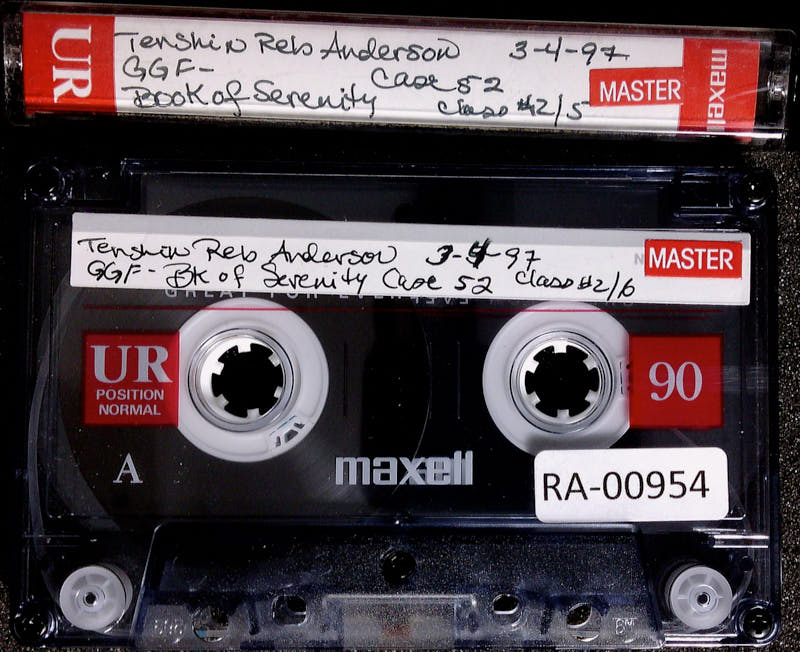 UR
Tenshin Reb Anderson 3-4-97
GGF- Case 52
Book of Serenity Class #2/5
MASTER
maxell
Tenshin Reb Anderson 3-4-97
GGF - Bk of Serenity Case 52 Class #2/6
MASTER
UR
POSITION
NORMAL
90
A
maxell
RA-00954